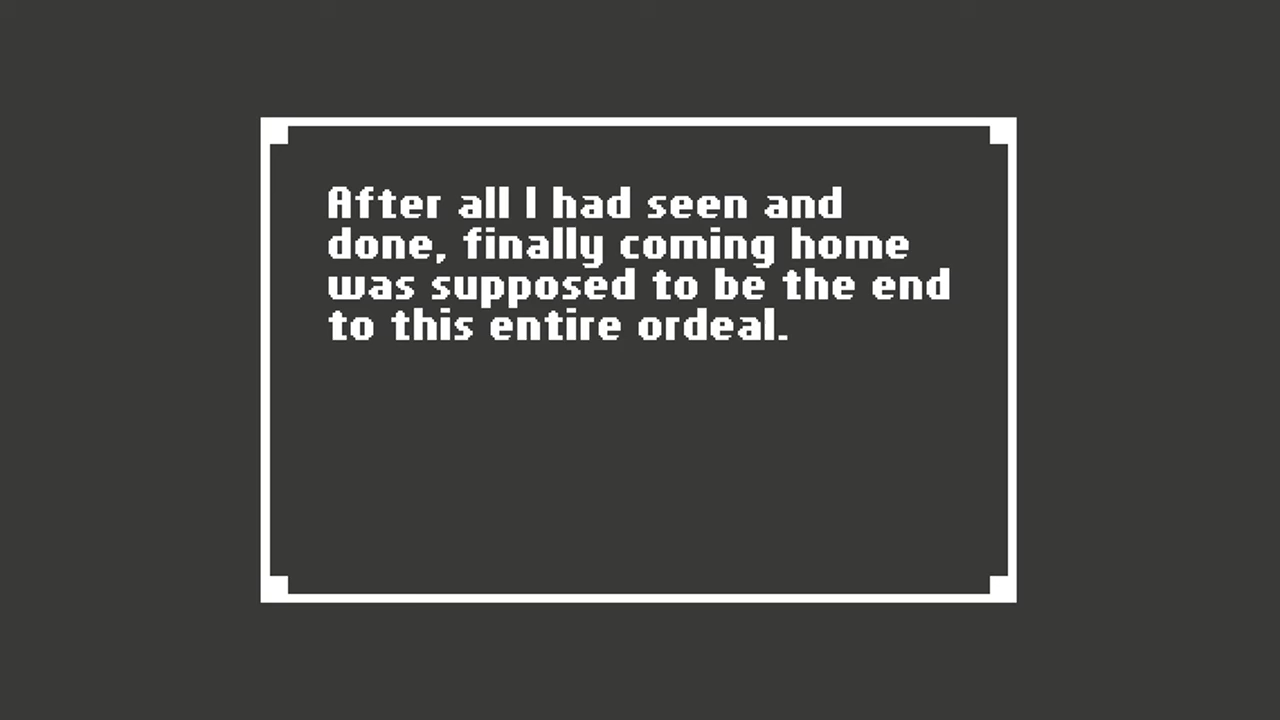 After all I had seen and
done, finally coming home
was supposed to be the end
to this entire ordeal.